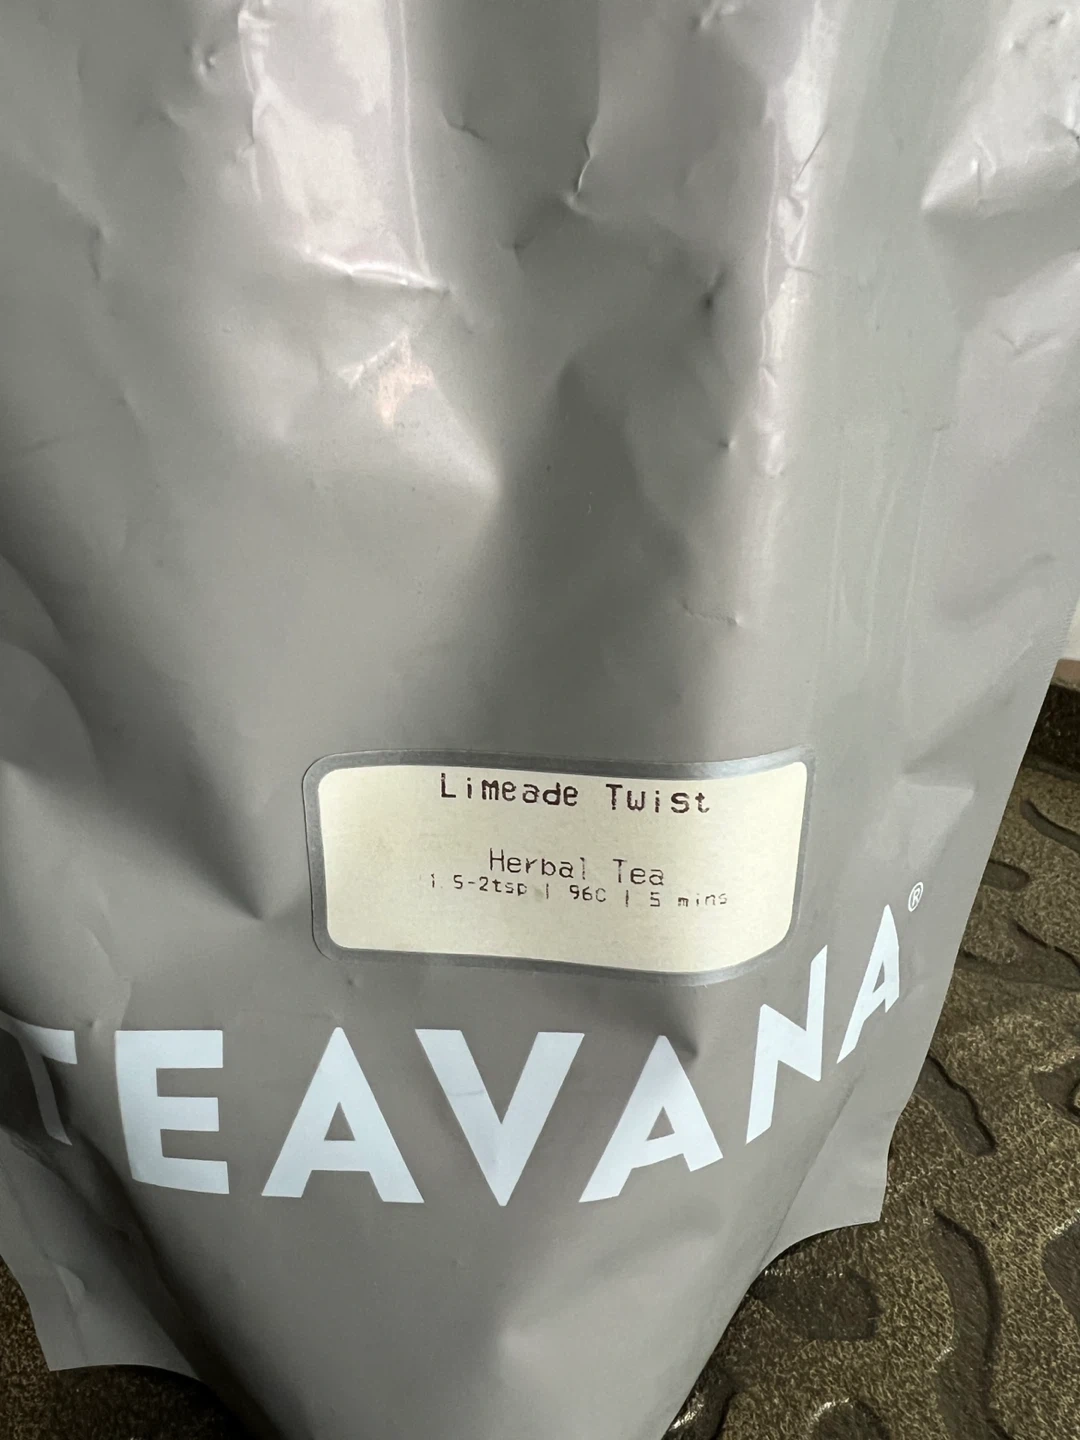 Limeade Twist
Herbal Tea
1.5-2tsp | 96C | 5 mins
TEAVANA®